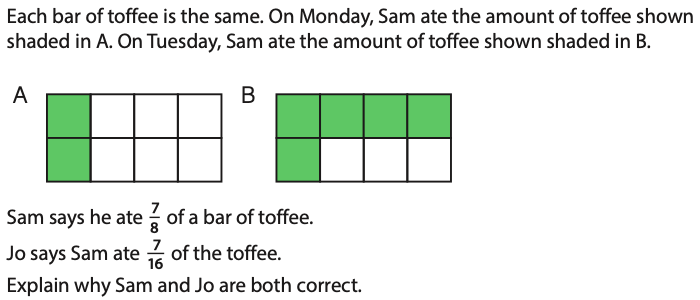 Each bar of toffee is the same. On Monday, Sam ate the amount of toffee shown
shaded in A. On Tuesday, Sam ate the amount of toffee shown shaded in B.
A B
Sam says he ate 7/8 of a bar of toffee.
Jo says Sam ate 7/16 of the toffee.
Explain why Sam and Jo are both correct.